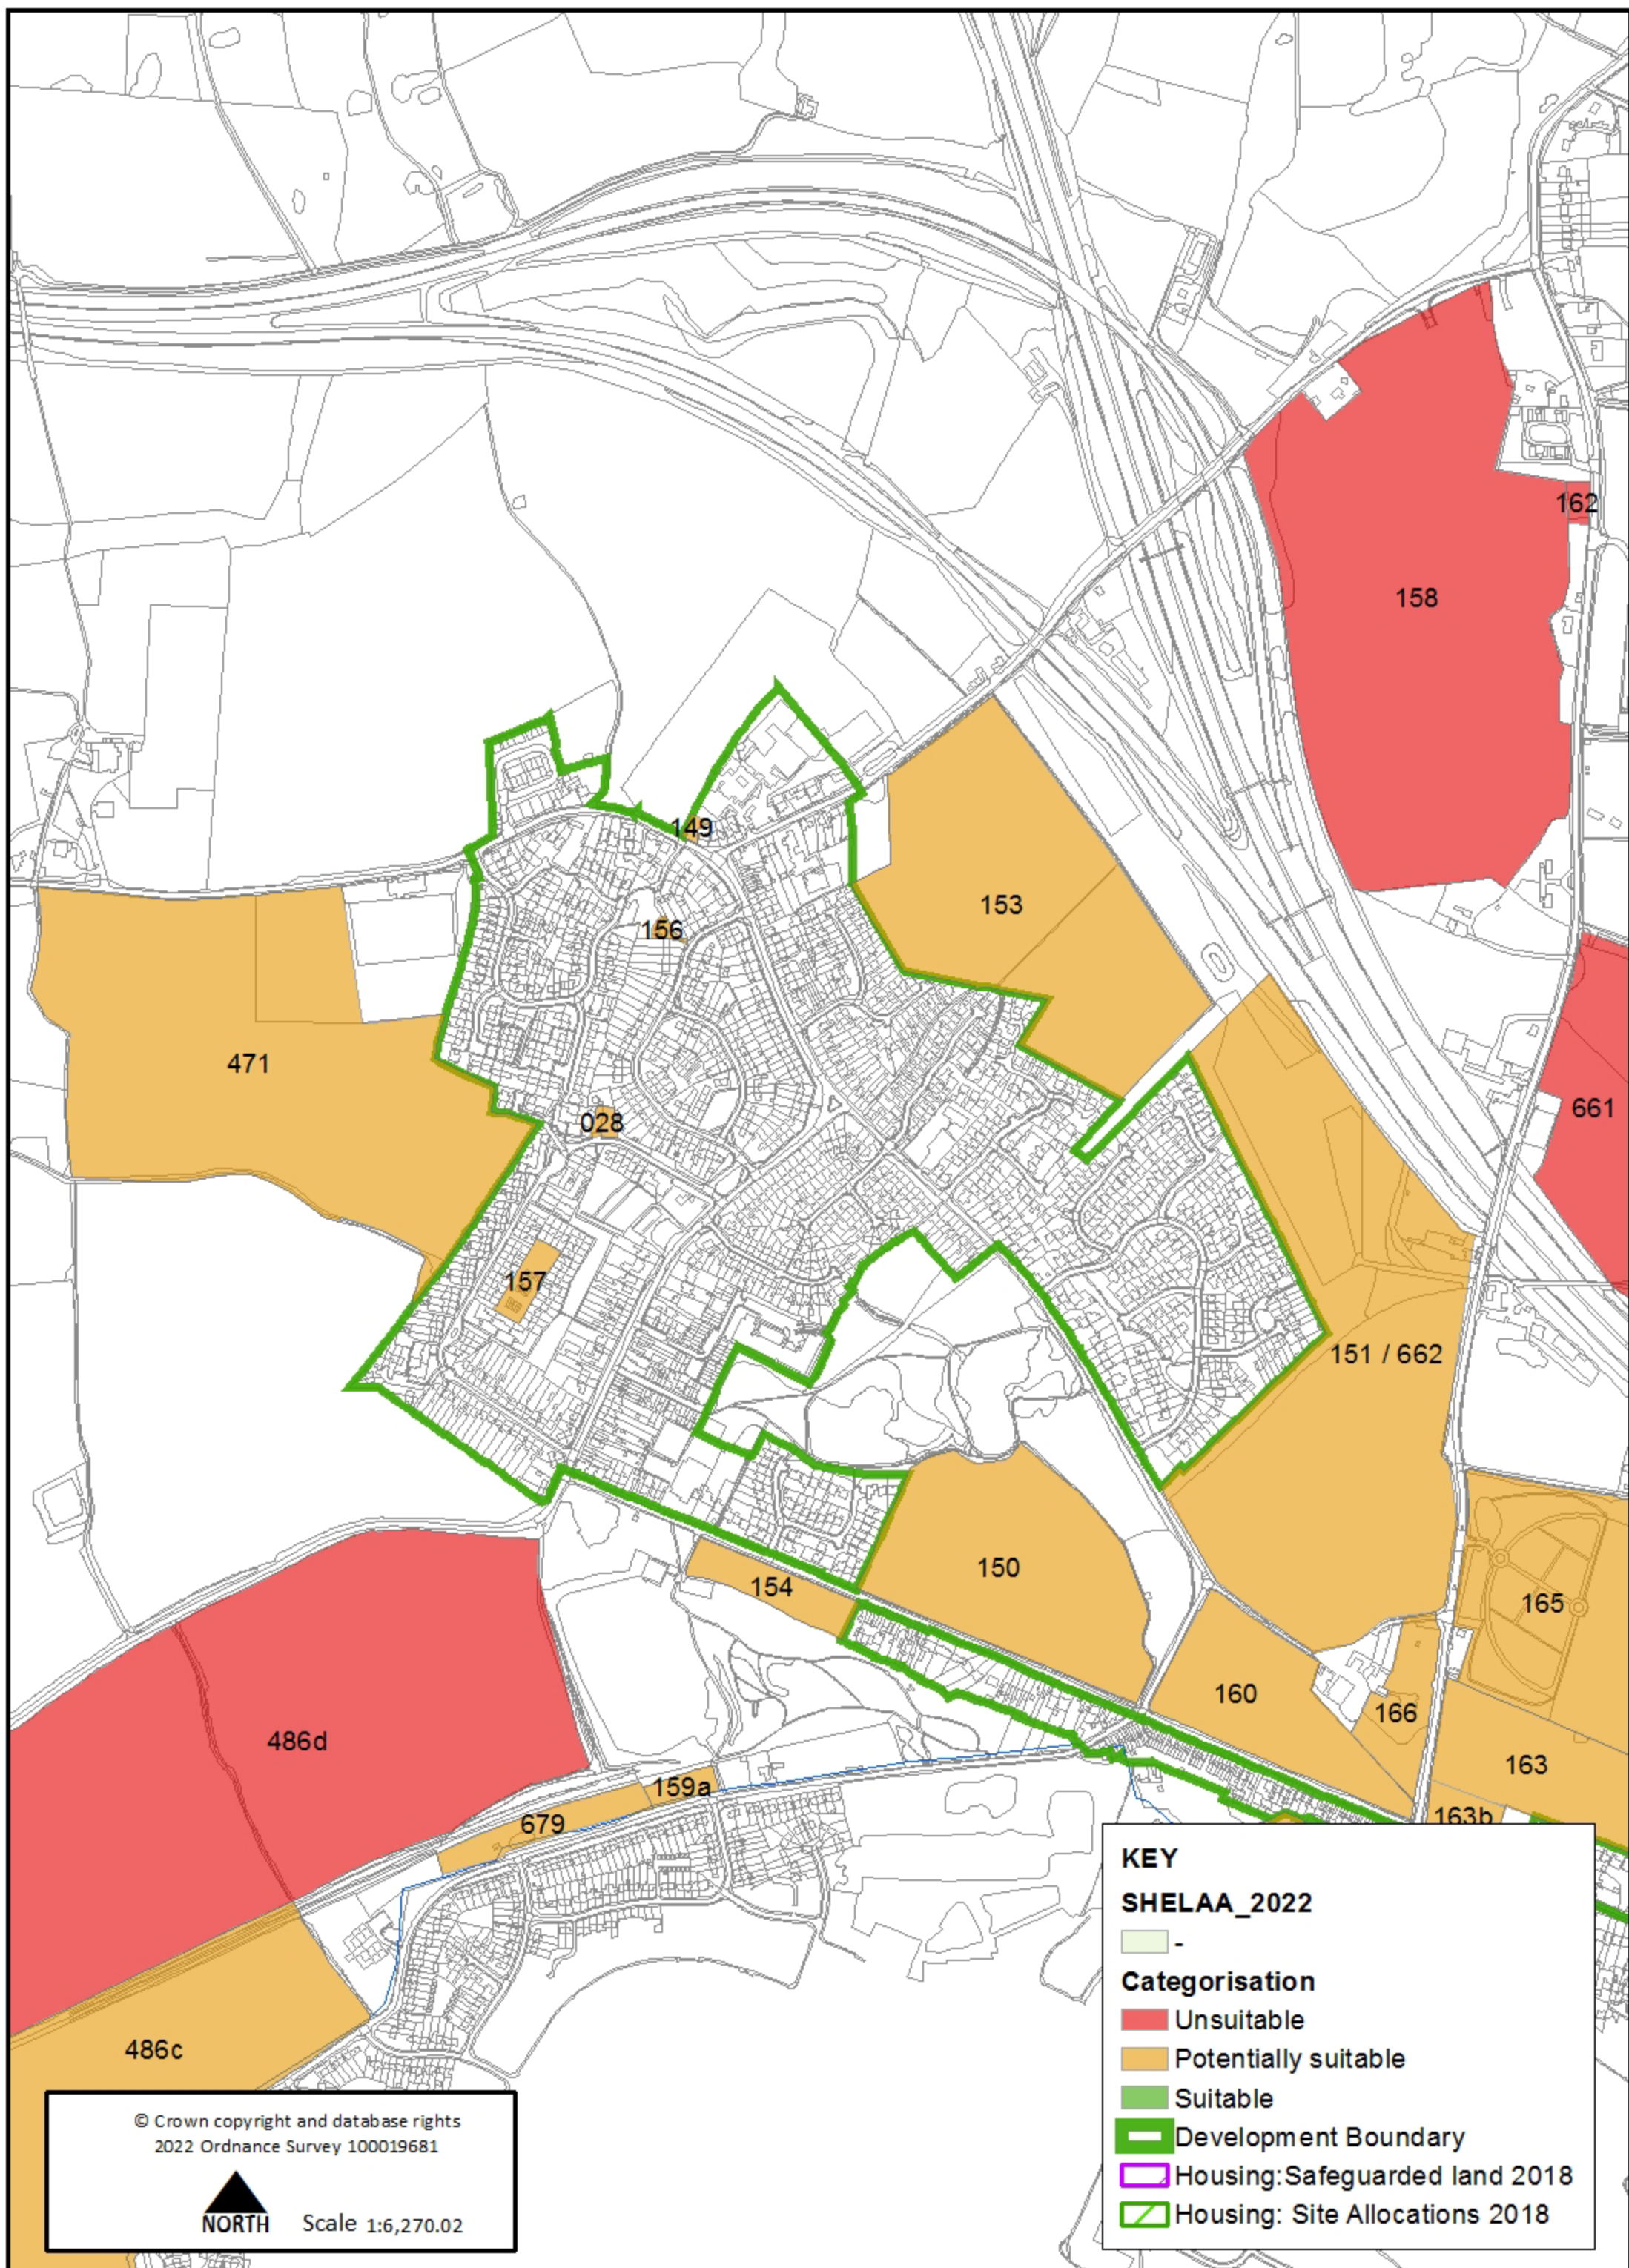 162
158
149
153
156
471
661
028
157
151 / 662
150
154
165
160
166
486d
163
159a
679
163b
486c
KEY
SHELAA_2022
-
Categorisation
Unsuitable
Potentially suitable
Suitable
Development Boundary
Housing:Safeguarded land 2018
Housing: Site Allocations 2018
© Crown copyright and database rights
2022 Ordnance Survey 100019681
NORTH Scale 1:6,270.02